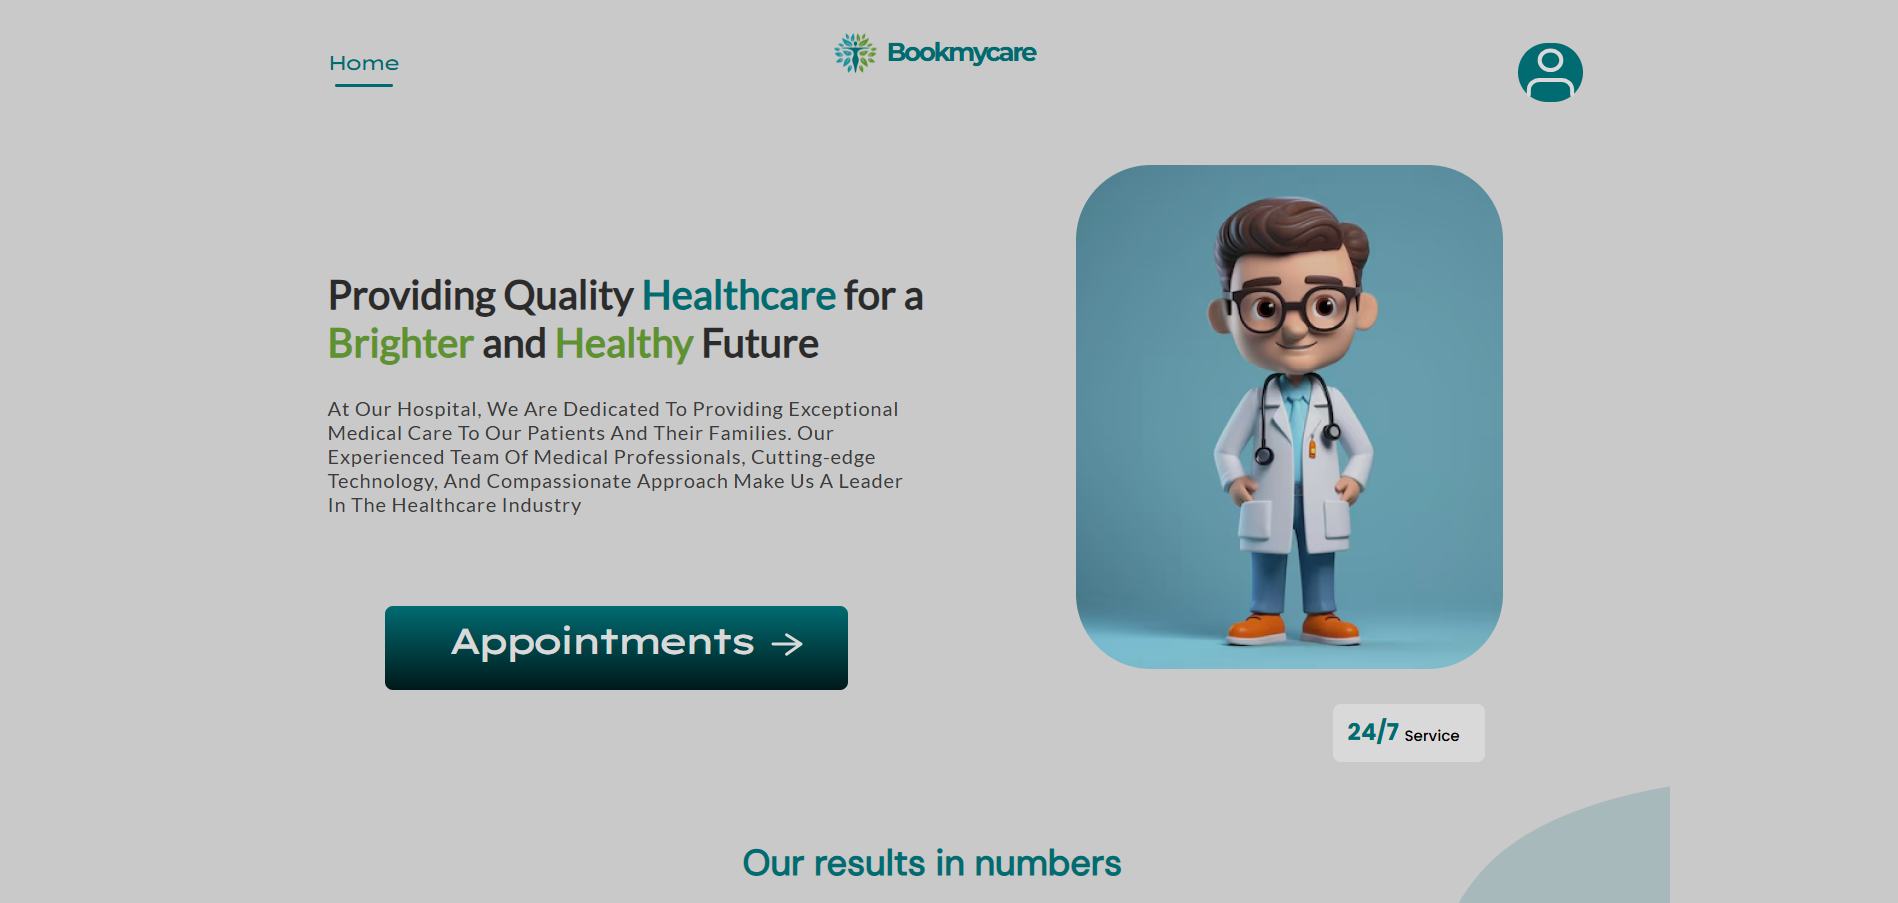 Home
Bookmycare
Providing Quality Healthcare for a
Brighter and Healthy Future
At Our Hospital, We Are Dedicated To Providing Exceptional
Medical Care To Our Patients And Their Families. Our
Experienced Team Of Medical Professionals, Cutting-edge
Technology, And Compassionate Approach Make Us A Leader
In The Healthcare Industry
Appointments →
24/7 Service
Our results in numbers